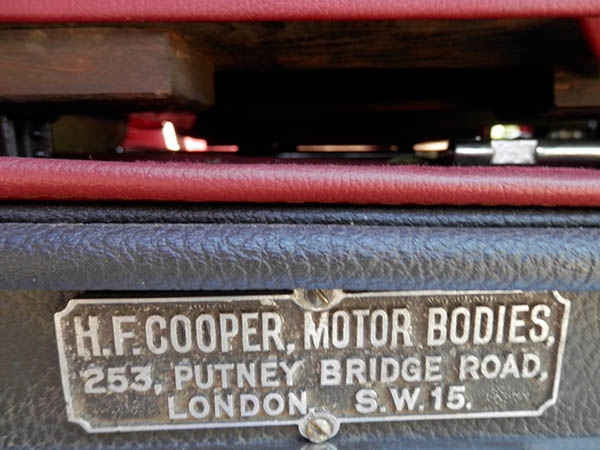 H.F. COOPER, MOTOR BODIES,
253, PUTNEY BRIDGE ROAD,
LONDON. S.W.15.